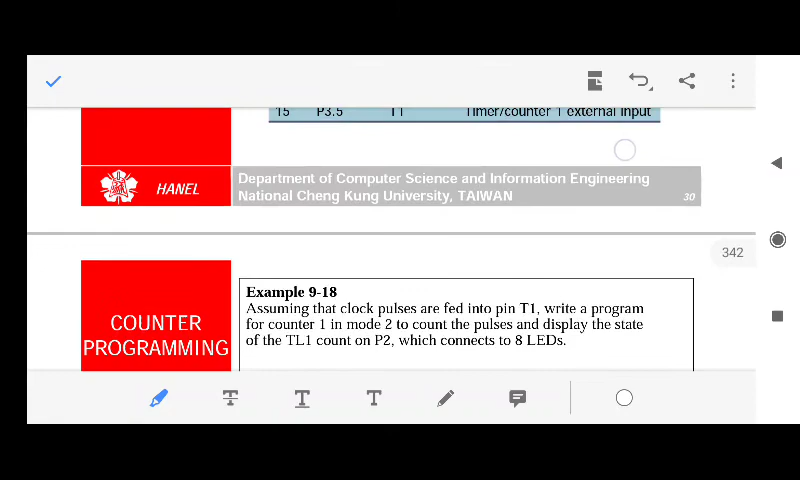 15 P3.5 T1 Timer/counter 1 external input
HANEL
Department of Computer Science and Information Engineering
National Cheng Kung University, TAIWAN
30
342
COUNTER
PROGRAMMING
Example 9-18
Assuming that clock pulses are fed into pin T1, write a program
for counter 1 in mode 2 to count the pulses and display the state
of the TL1 count on P2, which connects to 8 LEDs.